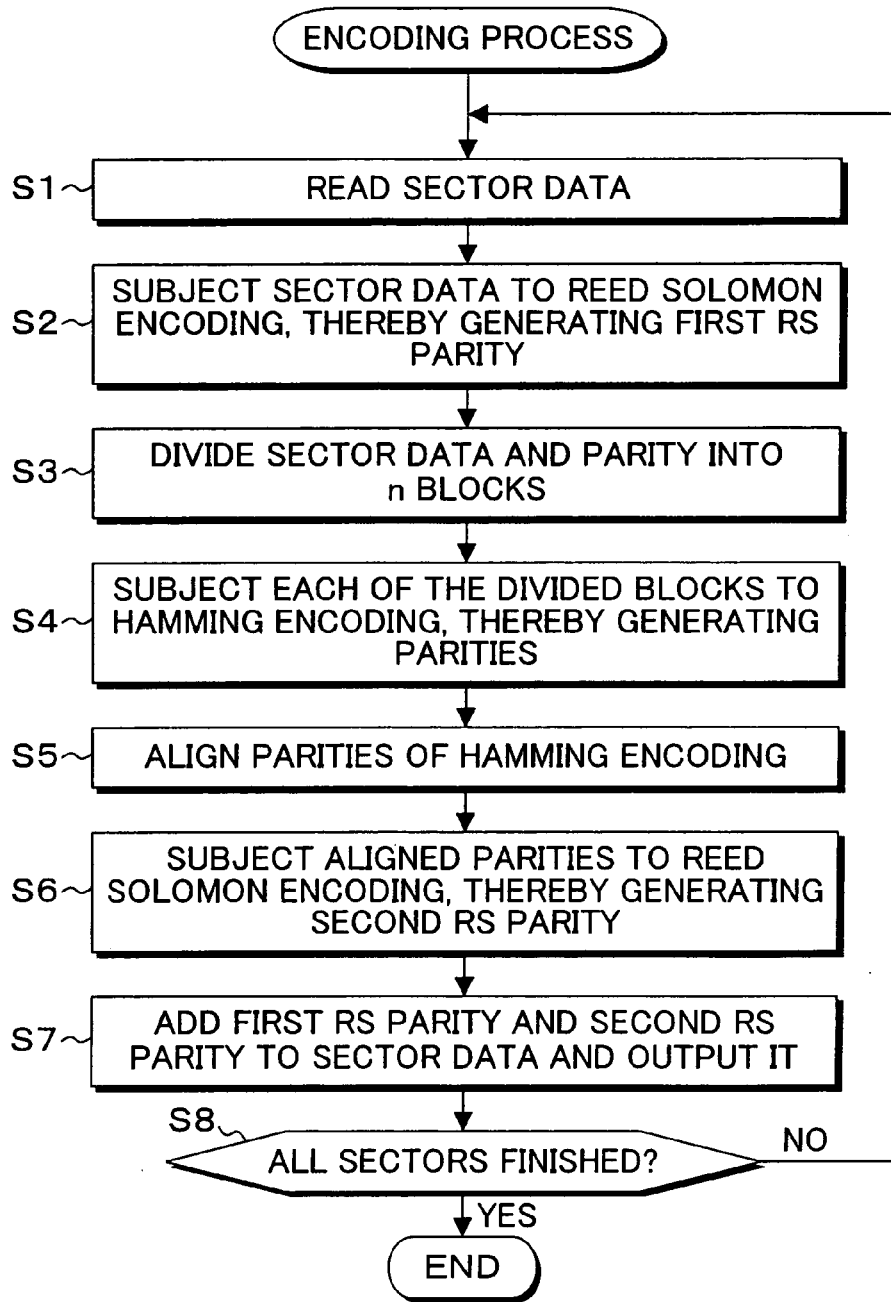 ENCODING PROCESS
S1
READ SECTOR DATA
S2
SUBJECT SECTOR DATA TO REED SOLOMON
ENCODING, THEREBY GENERATING FIRST RS
PARITY
S3
DIVIDE SECTOR DATA AND PARITY INTO
n BLOCKS
S4
SUBJECT EACH OF THE DIVIDED BLOCKS TO
HAMMING ENCODING, THEREBY GENERATING
PARITIES
S5
ALIGN PARITIES OF HAMMING ENCODING
S6
SUBJECT ALIGNED PARITIES TO REED
SOLOMON ENCODING, THEREBY GENERATING
SECOND RS PARITY
S7
ADD FIRST RS PARITY AND SECOND RS
PARITY TO SECTOR DATA AND OUTPUT IT
S8
ALL SECTORS FINISHED?
NO
YES
END